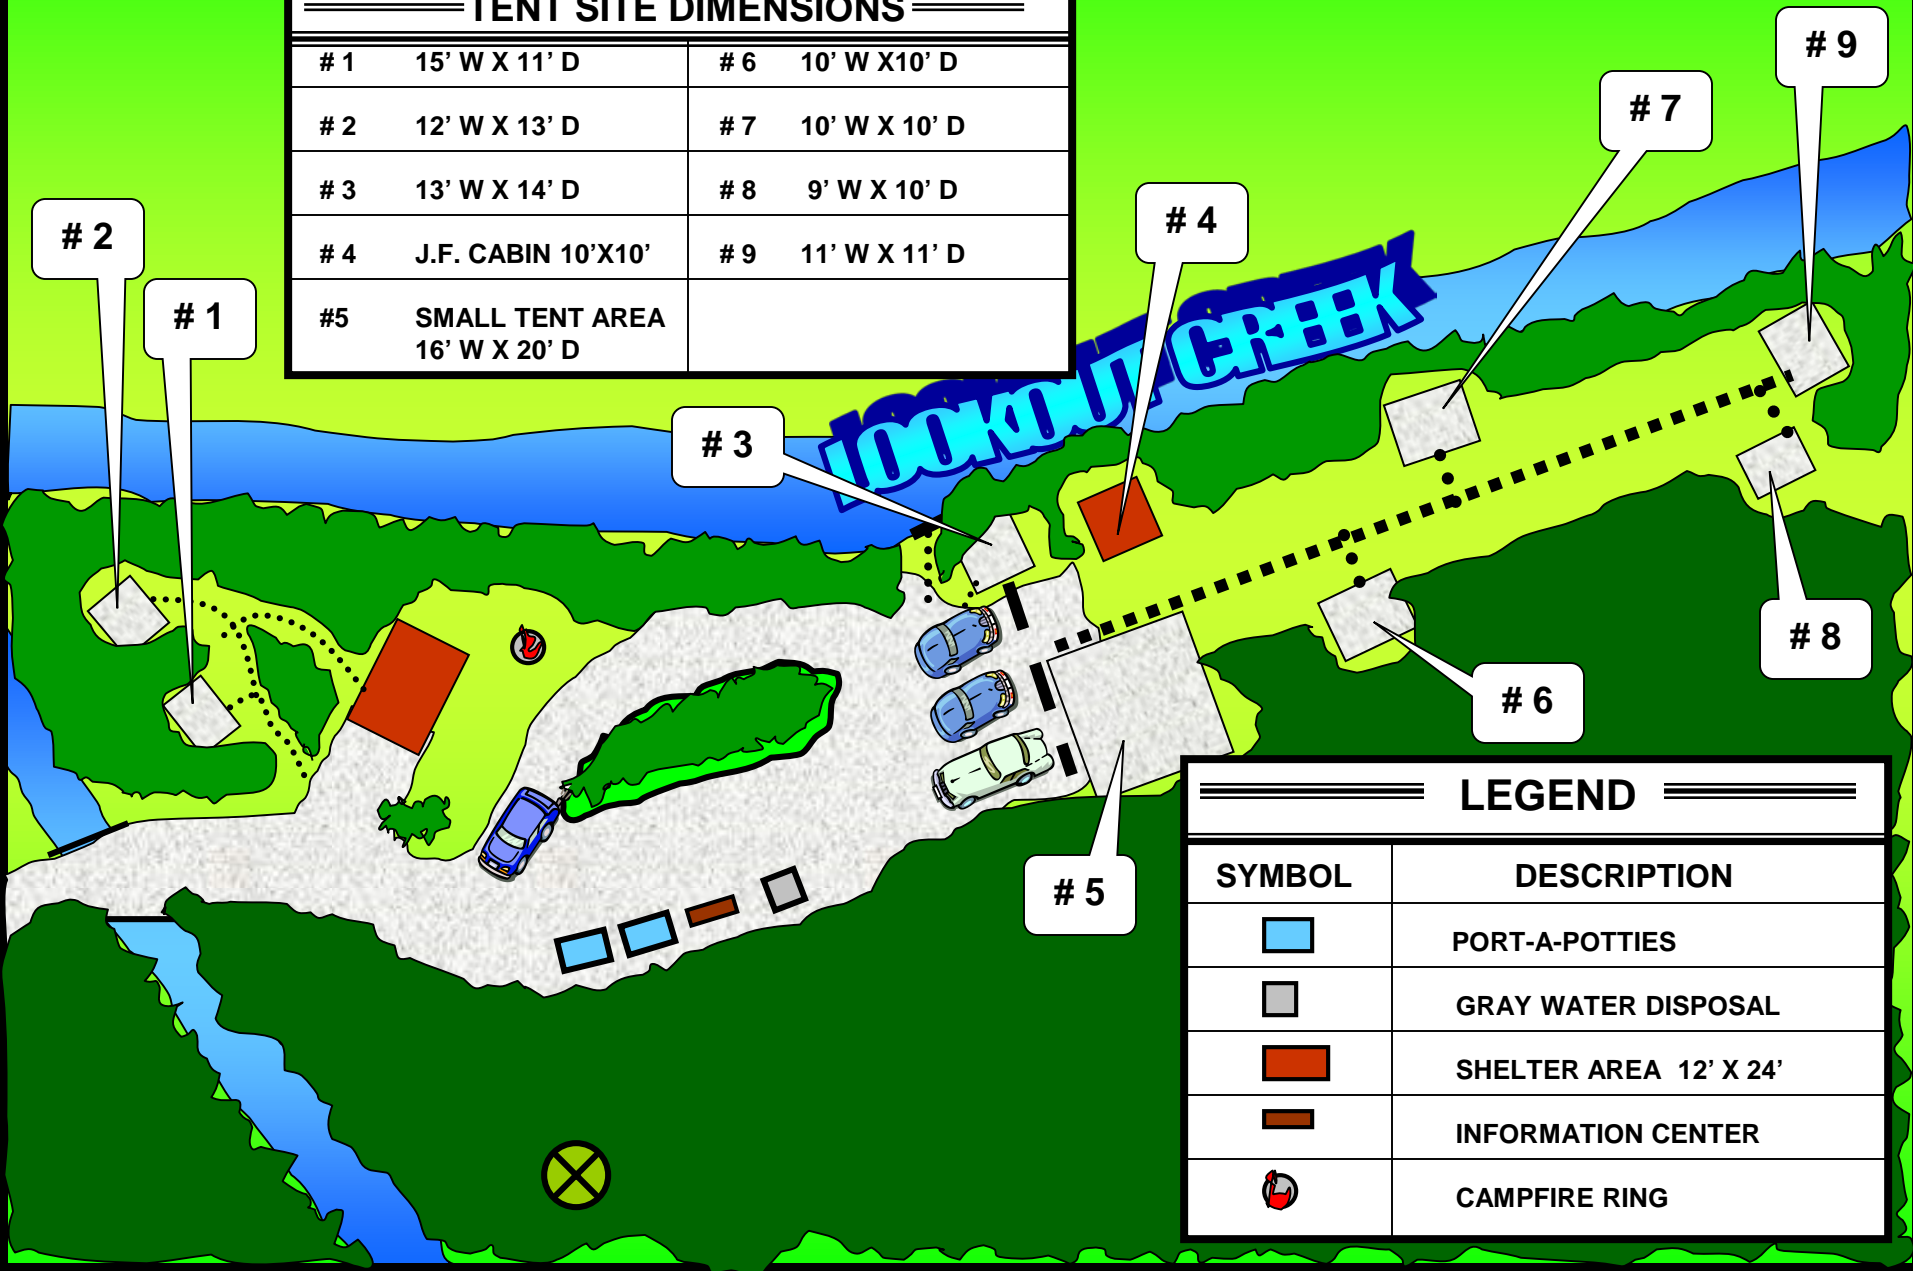 TENT SITE DIMENSIONS
# 1 15’ W X 11’ D # 6 10’ W X10’ D
# 2 12’ W X 13’ D # 7 10’ W X 10’ D
# 3 13’ W X 14’ D # 8 9’ W X 10’ D
# 4 J.F. CABIN 10’X10’ # 9 11’ W X 11’ D
#5 SMALL TENT AREA
16’ W X 20’ D
# 9
# 7
# 4
# 2
# 1
LOOKOUT CREEK
# 3
# 8
# 6
# 5
LEGEND
SYMBOL DESCRIPTION
PORT-A-POTTIES
GRAY WATER DISPOSAL
SHELTER AREA 12’ X 24’
INFORMATION CENTER
CAMPFIRE RING